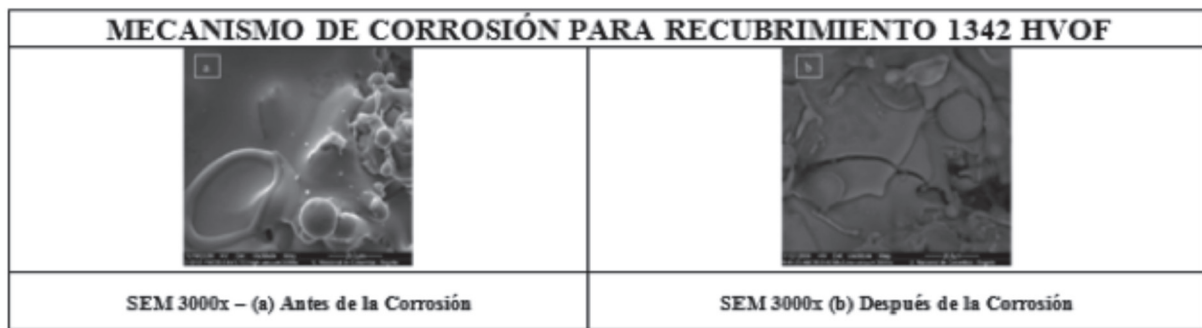 MECANISMO DE CORROSIÓN PARA RECUBRIMIENTO 1342 HVOF
a
b
SEM 3000x – (a) Antes de la Corrosión
SEM 3000x (b) Después de la Corrosión